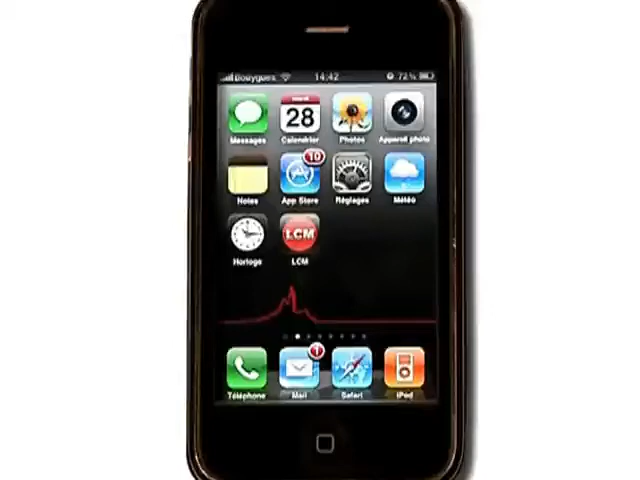 Bouygues 14:42 72 %
28
Messages Calendrier Photos Appareil photo
10
Notes App Store Réglages Météo
LCM
Horloge LCM
1
Téléphone Mail Safari iPod